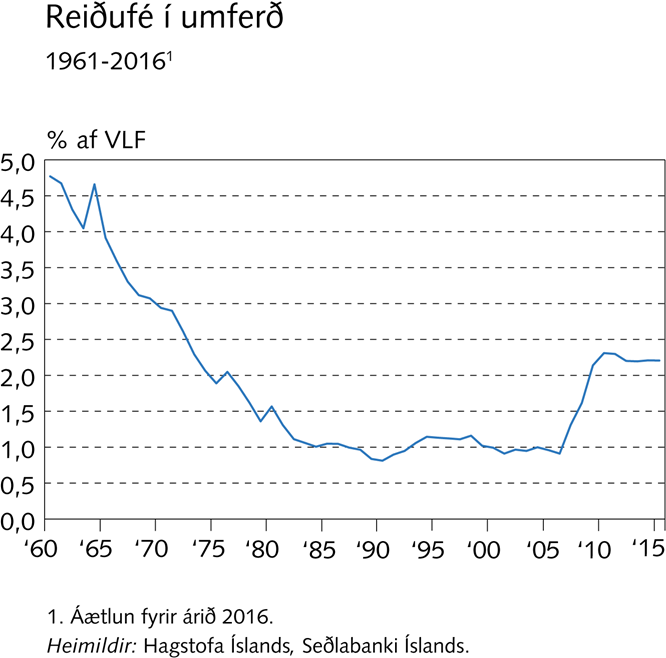 Reiðufé í umferð
1961-2016¹
% af VLF
5,0
4,5
4,0
3,5
3,0
2,5
2,0
1,5
1,0
0,5
0,0
‘60 ‘65 ‘70 ‘75 ‘80 ‘85 ‘90 ‘95 ‘00 ‘05 ‘10 ‘15
1. Áætlun fyrir árið 2016.
Heimildir: Hagstofa Íslands, Seðlabanki Íslands.